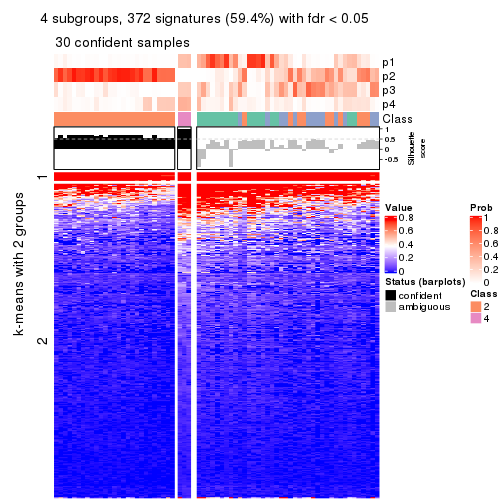 4 subgroups, 372 signatures (59.4%) with fdr < 0.05
30 confident samples
p1
p2
p3
p4
Class
1
0.5
0
-0.5
Silhouette
score
k-means with 2 groups
1
2
Value
0.8
0.6
0.4
0.2
0
Prob
1
0.8
0.6
0.4
0.2
0
Status (barplots)
confident
ambiguous
Class
2
4